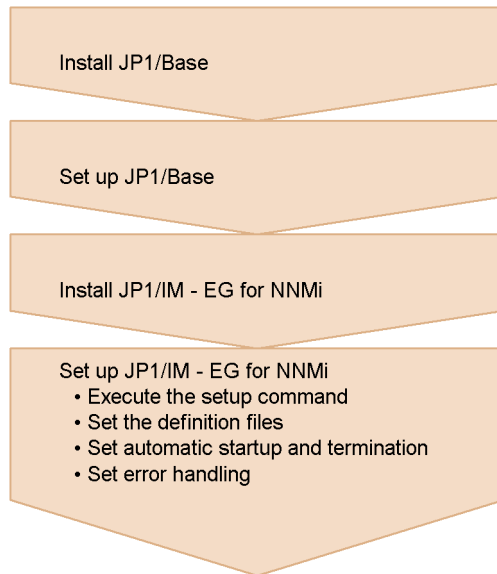 Install JP1/Base
Set up JP1/Base
Install JP1/IM - EG for NNMi
Set up JP1/IM - EG for NNMi
• Execute the setup command
• Set the definition files
• Set automatic startup and termination
• Set error handling